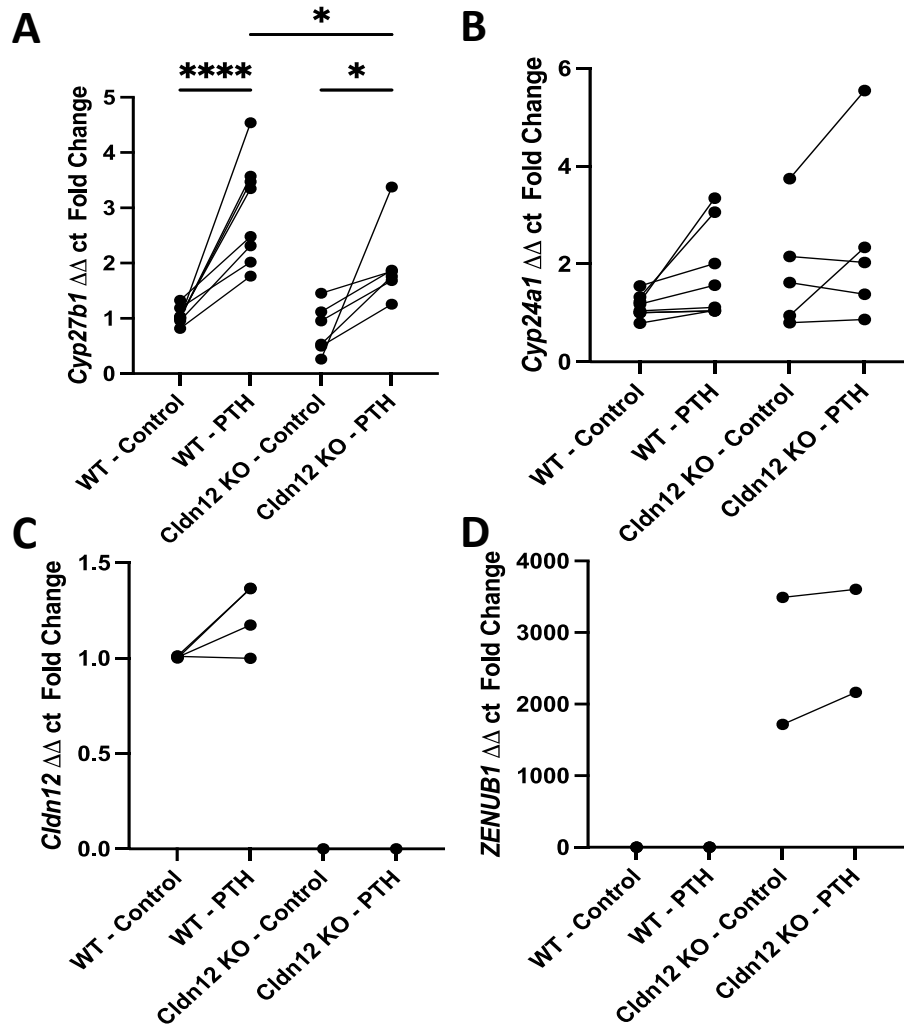 A
*
**** *
Cyp27b1 ΔΔ ct Fold Change
5
4
3
2
1
0
WT - Control
WT - PTH
Cldn12 KO - Control
Cldn12 KO - PTH
B
Cyp24a1 ΔΔ ct Fold Change
6
4
2
0
WT - Control
WT - PTH
Cldn12 KO - Control
Cldn12 KO - PTH
C
Cldn12 ΔΔ ct Fold Change
1.5
1.0
0.5
0.0
WT - Control
WT - PTH
Cldn12 KO - Control
Cldn12 KO - PTH
D
ZENUB1 ΔΔ ct Fold Change
4000
3000
2000
1000
0
WT - Control
WT - PTH
Cldn12 KO - Control
Cldn12 KO - PTH